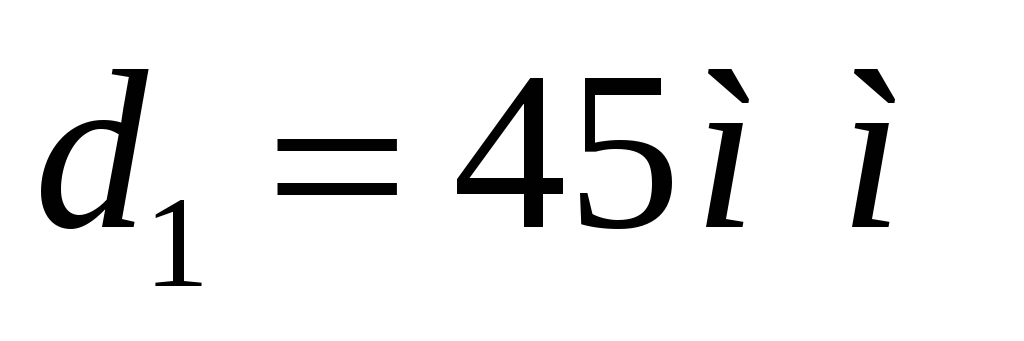 d₁ = 45ì ì